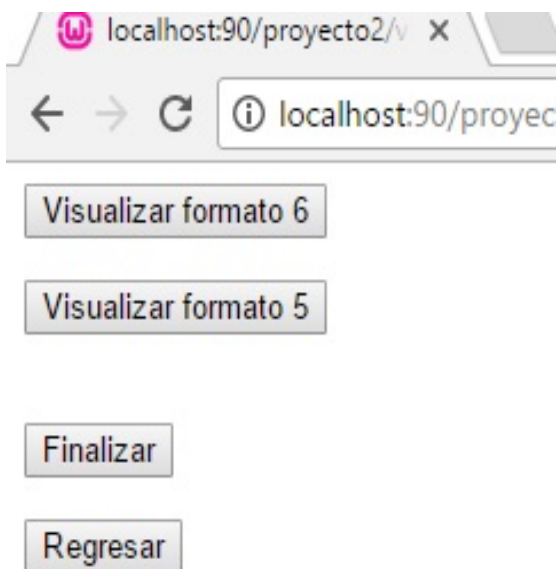 localhost:90/proyecto2/
localhost:90/proyec
Visualizar formato 6
Visualizar formato 5
Finalizar
Regresar